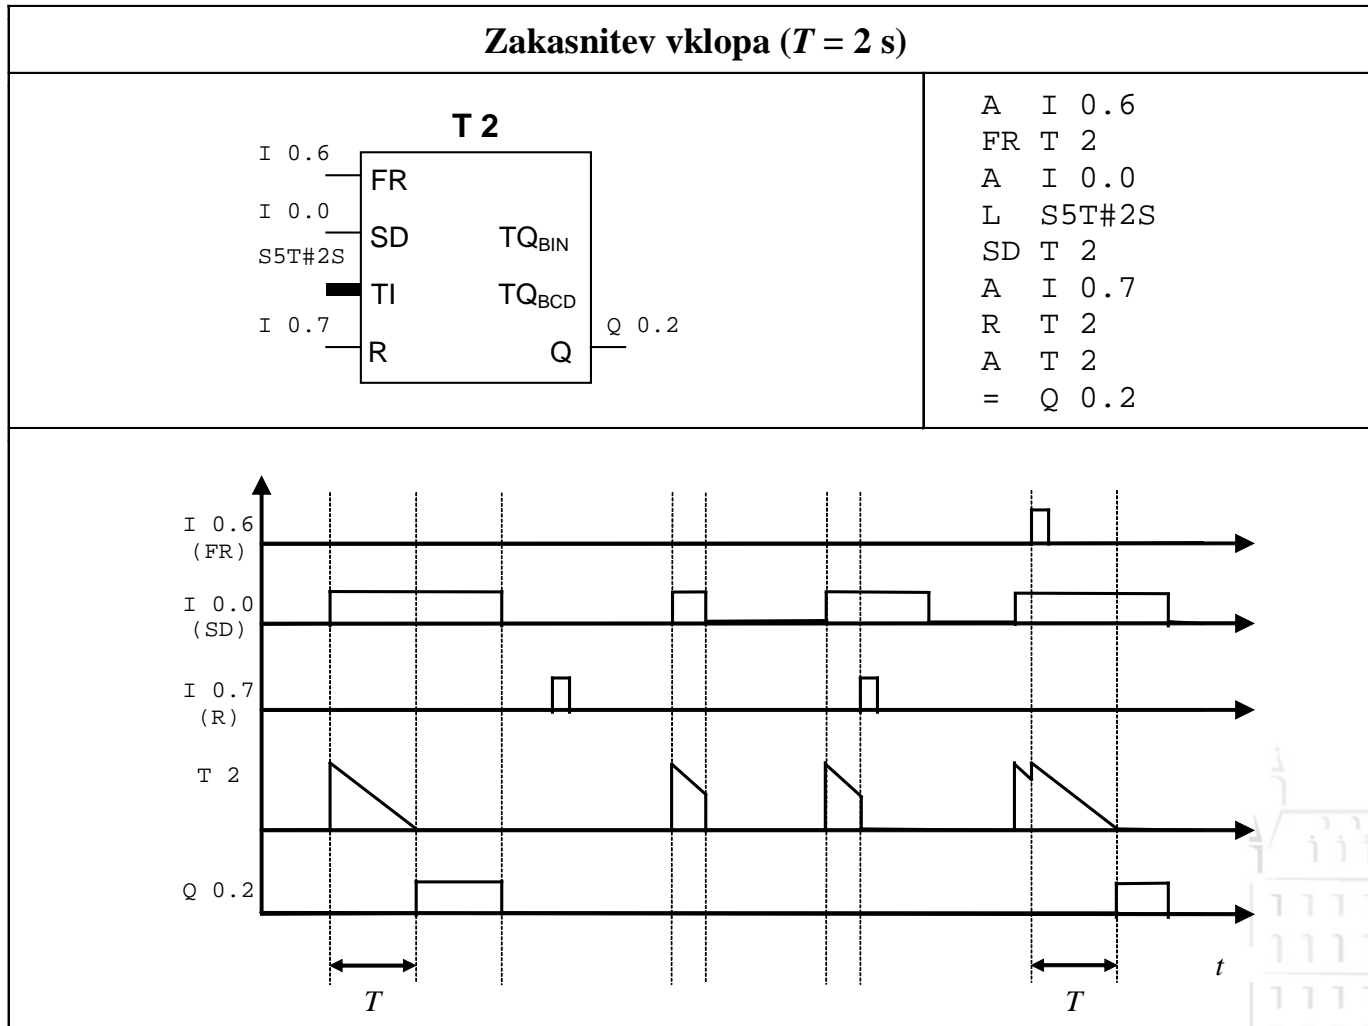 Zakasnitev vklopa (T = 2 s)
T 2
I 0.6
FR
I 0.0
SD
TQBIN
S5T#2S
TI
TQBCD
I 0.7
R
Q
Q 0.2
A I 0.6
FR T 2
A I 0.0
L S5T#2S
SD T 2
A I 0.7
R T 2
A T 2
= Q 0.2
I 0.6
(FR)
I 0.0
(SD)
I 0.7
(R)
T 2
Q 0.2
T
T
t